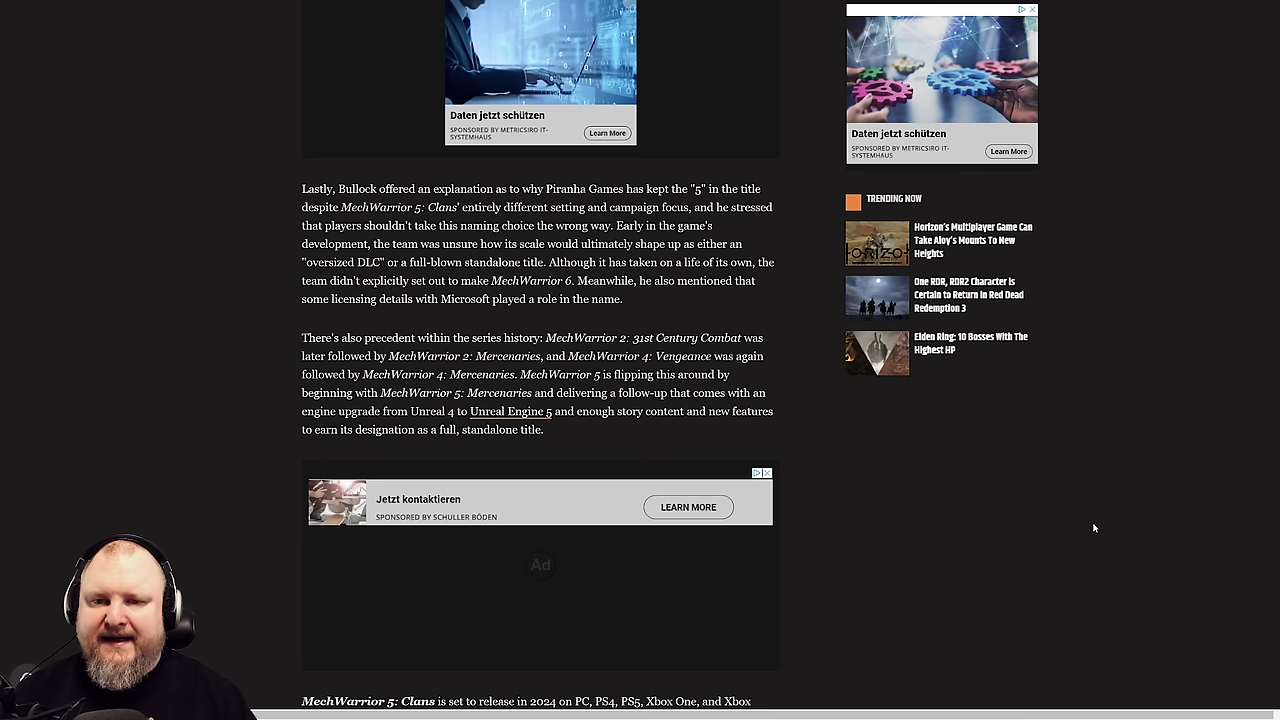 Daten jetzt schützen
SPONSORED BY METRICSIRO IT-
SYSTEMHAUS
Learn More
Lastly, Bullock offered an explanation as to why Piranha Games has kept the "5" in the title
despite MechWarrior 5: Clans' entirely different setting and campaign focus, and he stressed
that players shouldn't take this naming choice the wrong way. Early in the game's
development, the team was unsure how its scale would ultimately shape up as either an
"oversized DLC" or a full-blown standalone title. Although it has taken on a life of its own, the
team didn't explicitly set out to make MechWarrior 6. Meanwhile, he also mentioned that
some licensing details with Microsoft played a role in the name.
There's also precedent within the series history: MechWarrior 2: 31st Century Combat was
later followed by MechWarrior 2: Mercenaries, and MechWarrior 4: Vengeance was again
followed by MechWarrior 4: Mercenaries. MechWarrior 5 is flipping this around by
beginning with MechWarrior 5: Mercenaries and delivering a follow-up that comes with an
engine upgrade from Unreal 4 to Unreal Engine 5 and enough story content and new features
to earn its designation as a full, standalone title.
Jetzt kontaktieren
SPONSORED BY SCHULLER BÖDEN
LEARN MORE
Ad
MechWarrior 5: Clans is set to release in 2024 on PC, PS4, PS5, Xbox One, and Xbox
Daten jetzt schützen
SPONSORED BY METRICSIRO IT-
SYSTEMHAUS
Learn More
TRENDING NOW
Horizon's Multiplayer Game Can
Take Aloy's Mounts To New
Heights
One RDR, RDR2 Character Is
Certain to Return in Red Dead
Redemption 3
Elden Ring: 10 Bosses With The
Highest HP